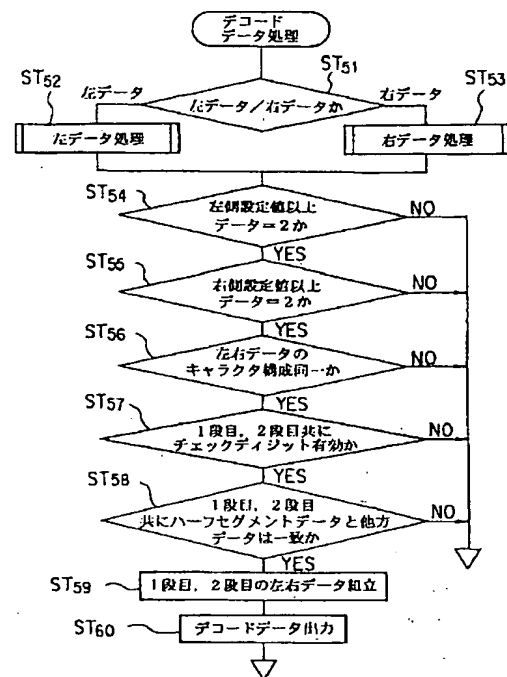 デコード
データ処理
ST51
ST52
左データ
左データ/右データか
右データ
ST53
左データ処理
右データ処理
ST54
左側設定値以上
データ=2か
NO
YES
ST55
右側設定値以上
データ=2か
NO
YES
ST56
左右データの
キャラクタ構成同一か
NO
YES
ST57
1段目,2段目共に
チェックディジット有効か
NO
YES
ST58
1段目,2段目
共にハーフセグメントデータと他方
データは一致か
NO
YES
ST59
1段目,2段目の左右データ組立
ST60
デコードデータ出力